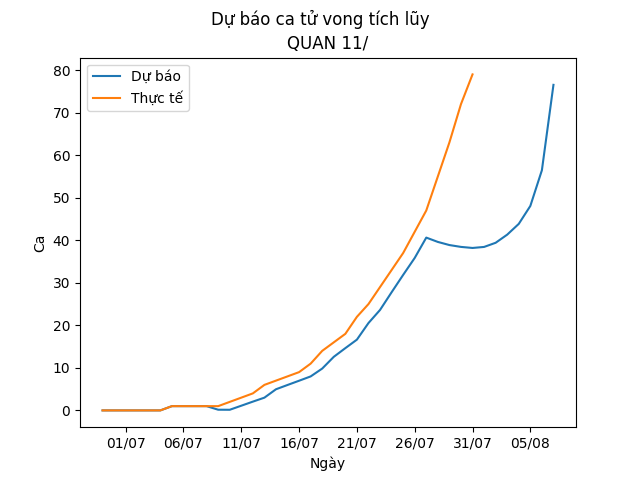 Dự báo ca tử vong tích lũy
QUAN 11/
Dự báo
Thực tế
80
70
60
50
40
30
20
10
0
Ca
01/07 06/07 11/07 16/07 21/07 26/07 31/07 05/08
Ngày